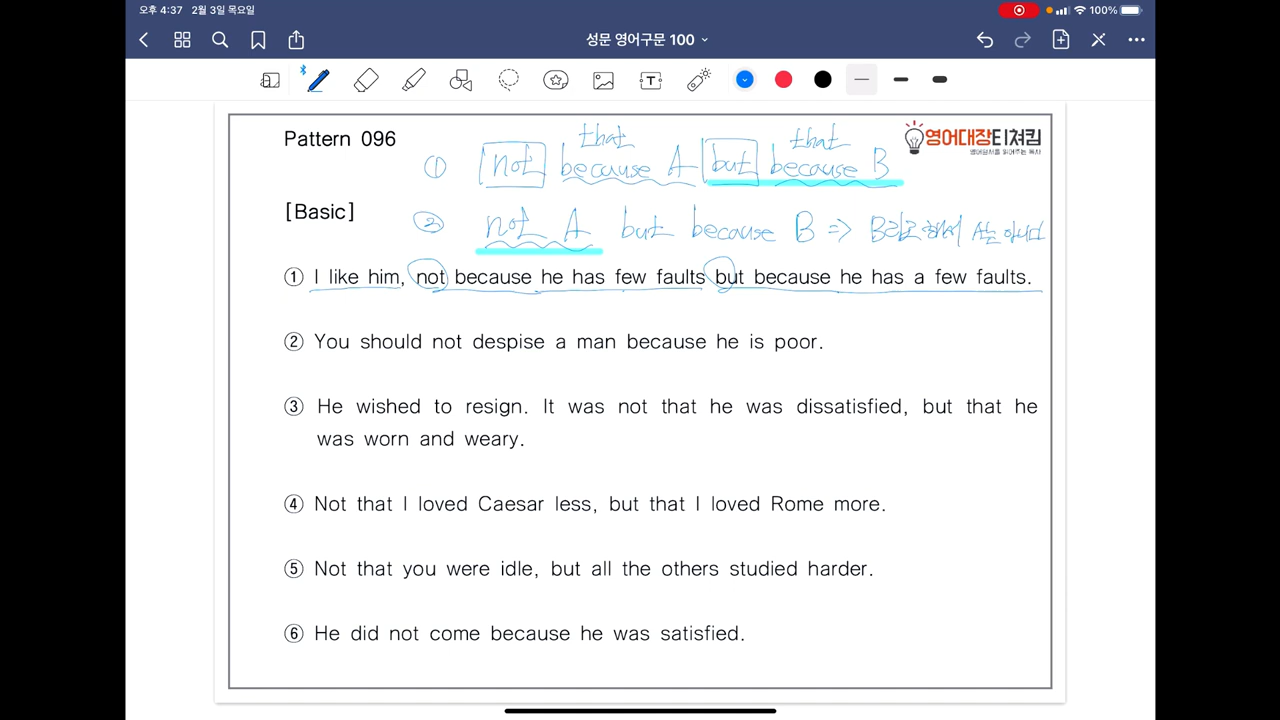 오후 4:37 2월 3일 목요일
100%
성문 영어구문 100
Pattern 096
that that
① not because A but because B
영어대장티쳐킴
[Basic]
② not A but because B ⇒ B라고 해서 A는 아니다
① I like him, not because he has few faults but because he has a few faults.
② You should not despise a man because he is poor.
③ He wished to resign. It was not that he was dissatisfied, but that he
was worn and weary.
④ Not that I loved Caesar less, but that I loved Rome more.
⑤ Not that you were idle, but all the others studied harder.
⑥ He did not come because he was satisfied.